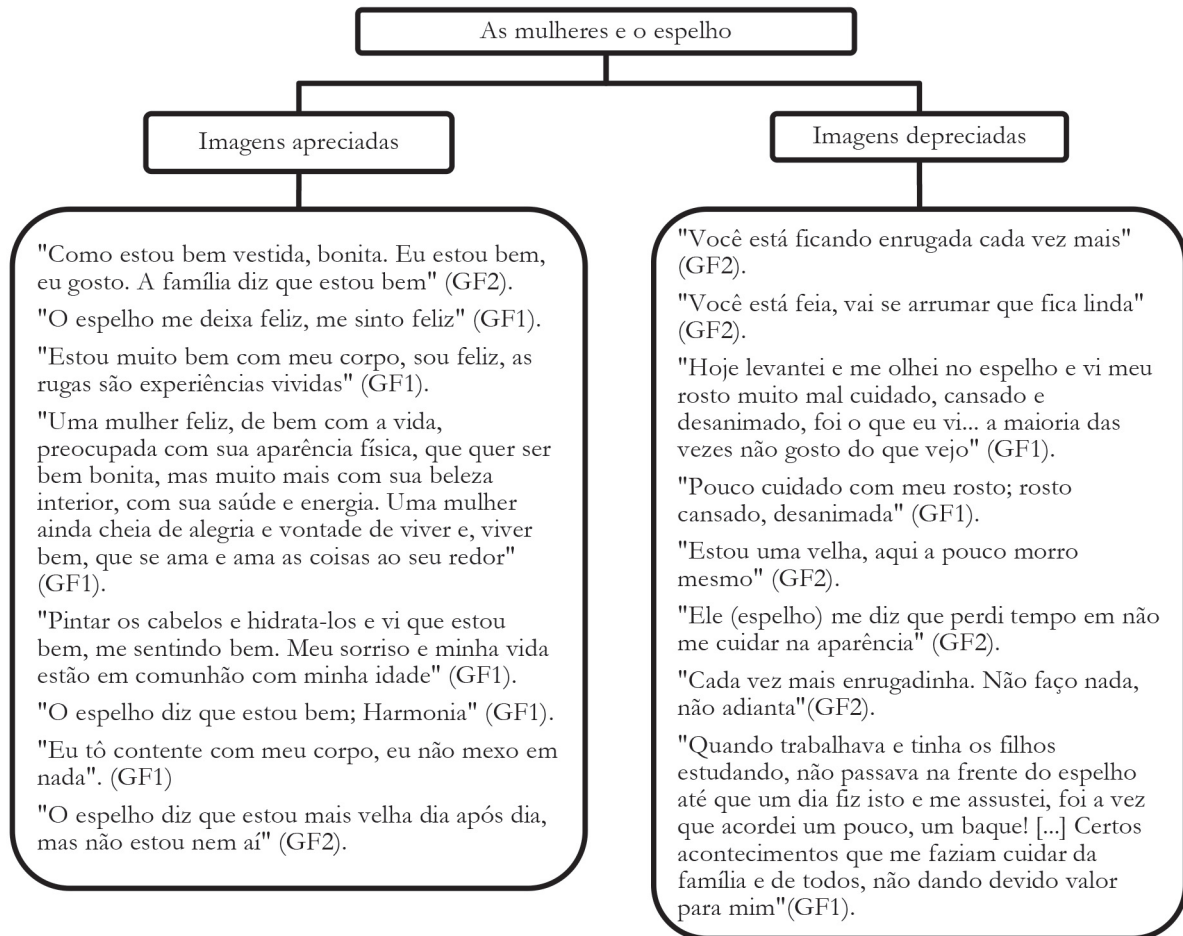 As mulheres e o espelho
Imagens apreciadas
"Como estou bem vestida, bonita. Eu estou bem,
eu gosto. A família diz que estou bem" (GF2).
"O espelho me deixa feliz, me sinto feliz" (GF1).
"Estou muito bem com meu corpo, sou feliz, as
rugas são experiências vividas" (GF1).
"Uma mulher feliz, de bem com a vida,
preocupada com sua aparência física, que quer ser
bem bonita, mas muito mais com sua beleza
interior, com sua saúde e energia. Uma mulher
ainda cheia de alegria e vontade de viver e, viver
bem, que se ama e ama as coisas ao seu redor"
(GF1).
"Pintar os cabelos e hidrata-los e vi que estou
bem, me sentindo bem. Meu sorriso e minha vida
estão em comunhão com minha idade" (GF1).
"O espelho diz que estou bem; Harmonia" (GF1).
"Eu tô contente com meu corpo, eu não mexo em
nada". (GF1)
"O espelho diz que estou mais velha dia após dia,
mas não estou nem aí" (GF2).
Imagens depreciadas
"Você está ficando enrugada cada vez mais"
(GF2).
"Você está feia, vai se arrumar que fica linda"
(GF2).
"Hoje levantei e me olhei no espelho e vi meu
rosto muito mal cuidado, cansado e
desanimado, foi o que eu vi... a maioria das
vezes não gosto do que vejo" (GF1).
"Pouco cuidado com meu rosto; rosto
cansado, desanimada" (GF1).
"Estou uma velha, aqui a pouco morro
mesmo" (GF2).
"Ele (espelho) me diz que perdi tempo em não
me cuidar na aparência" (GF2).
"Cada vez mais enrugadinha. Não faço nada,
não adianta"(GF2).
"Quando trabalhava e tinha os filhos
estudando, não passava na frente do espelho
até que um dia fiz isto e me assustei, foi a vez
que acordei um pouco, um baque! [...] Certos
acontecimentos que me faziam cuidar da
família e de todos, não dando devido valor
para mim"(GF1).